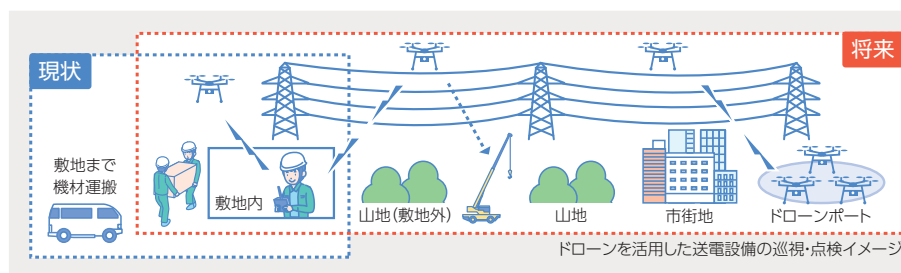 現状
将来
敷地まで
機材運搬
敷地内
山地(敷地外)
山地
市街地
ドローンポート
ドローンを活用した送電設備の巡視・点検イメージ